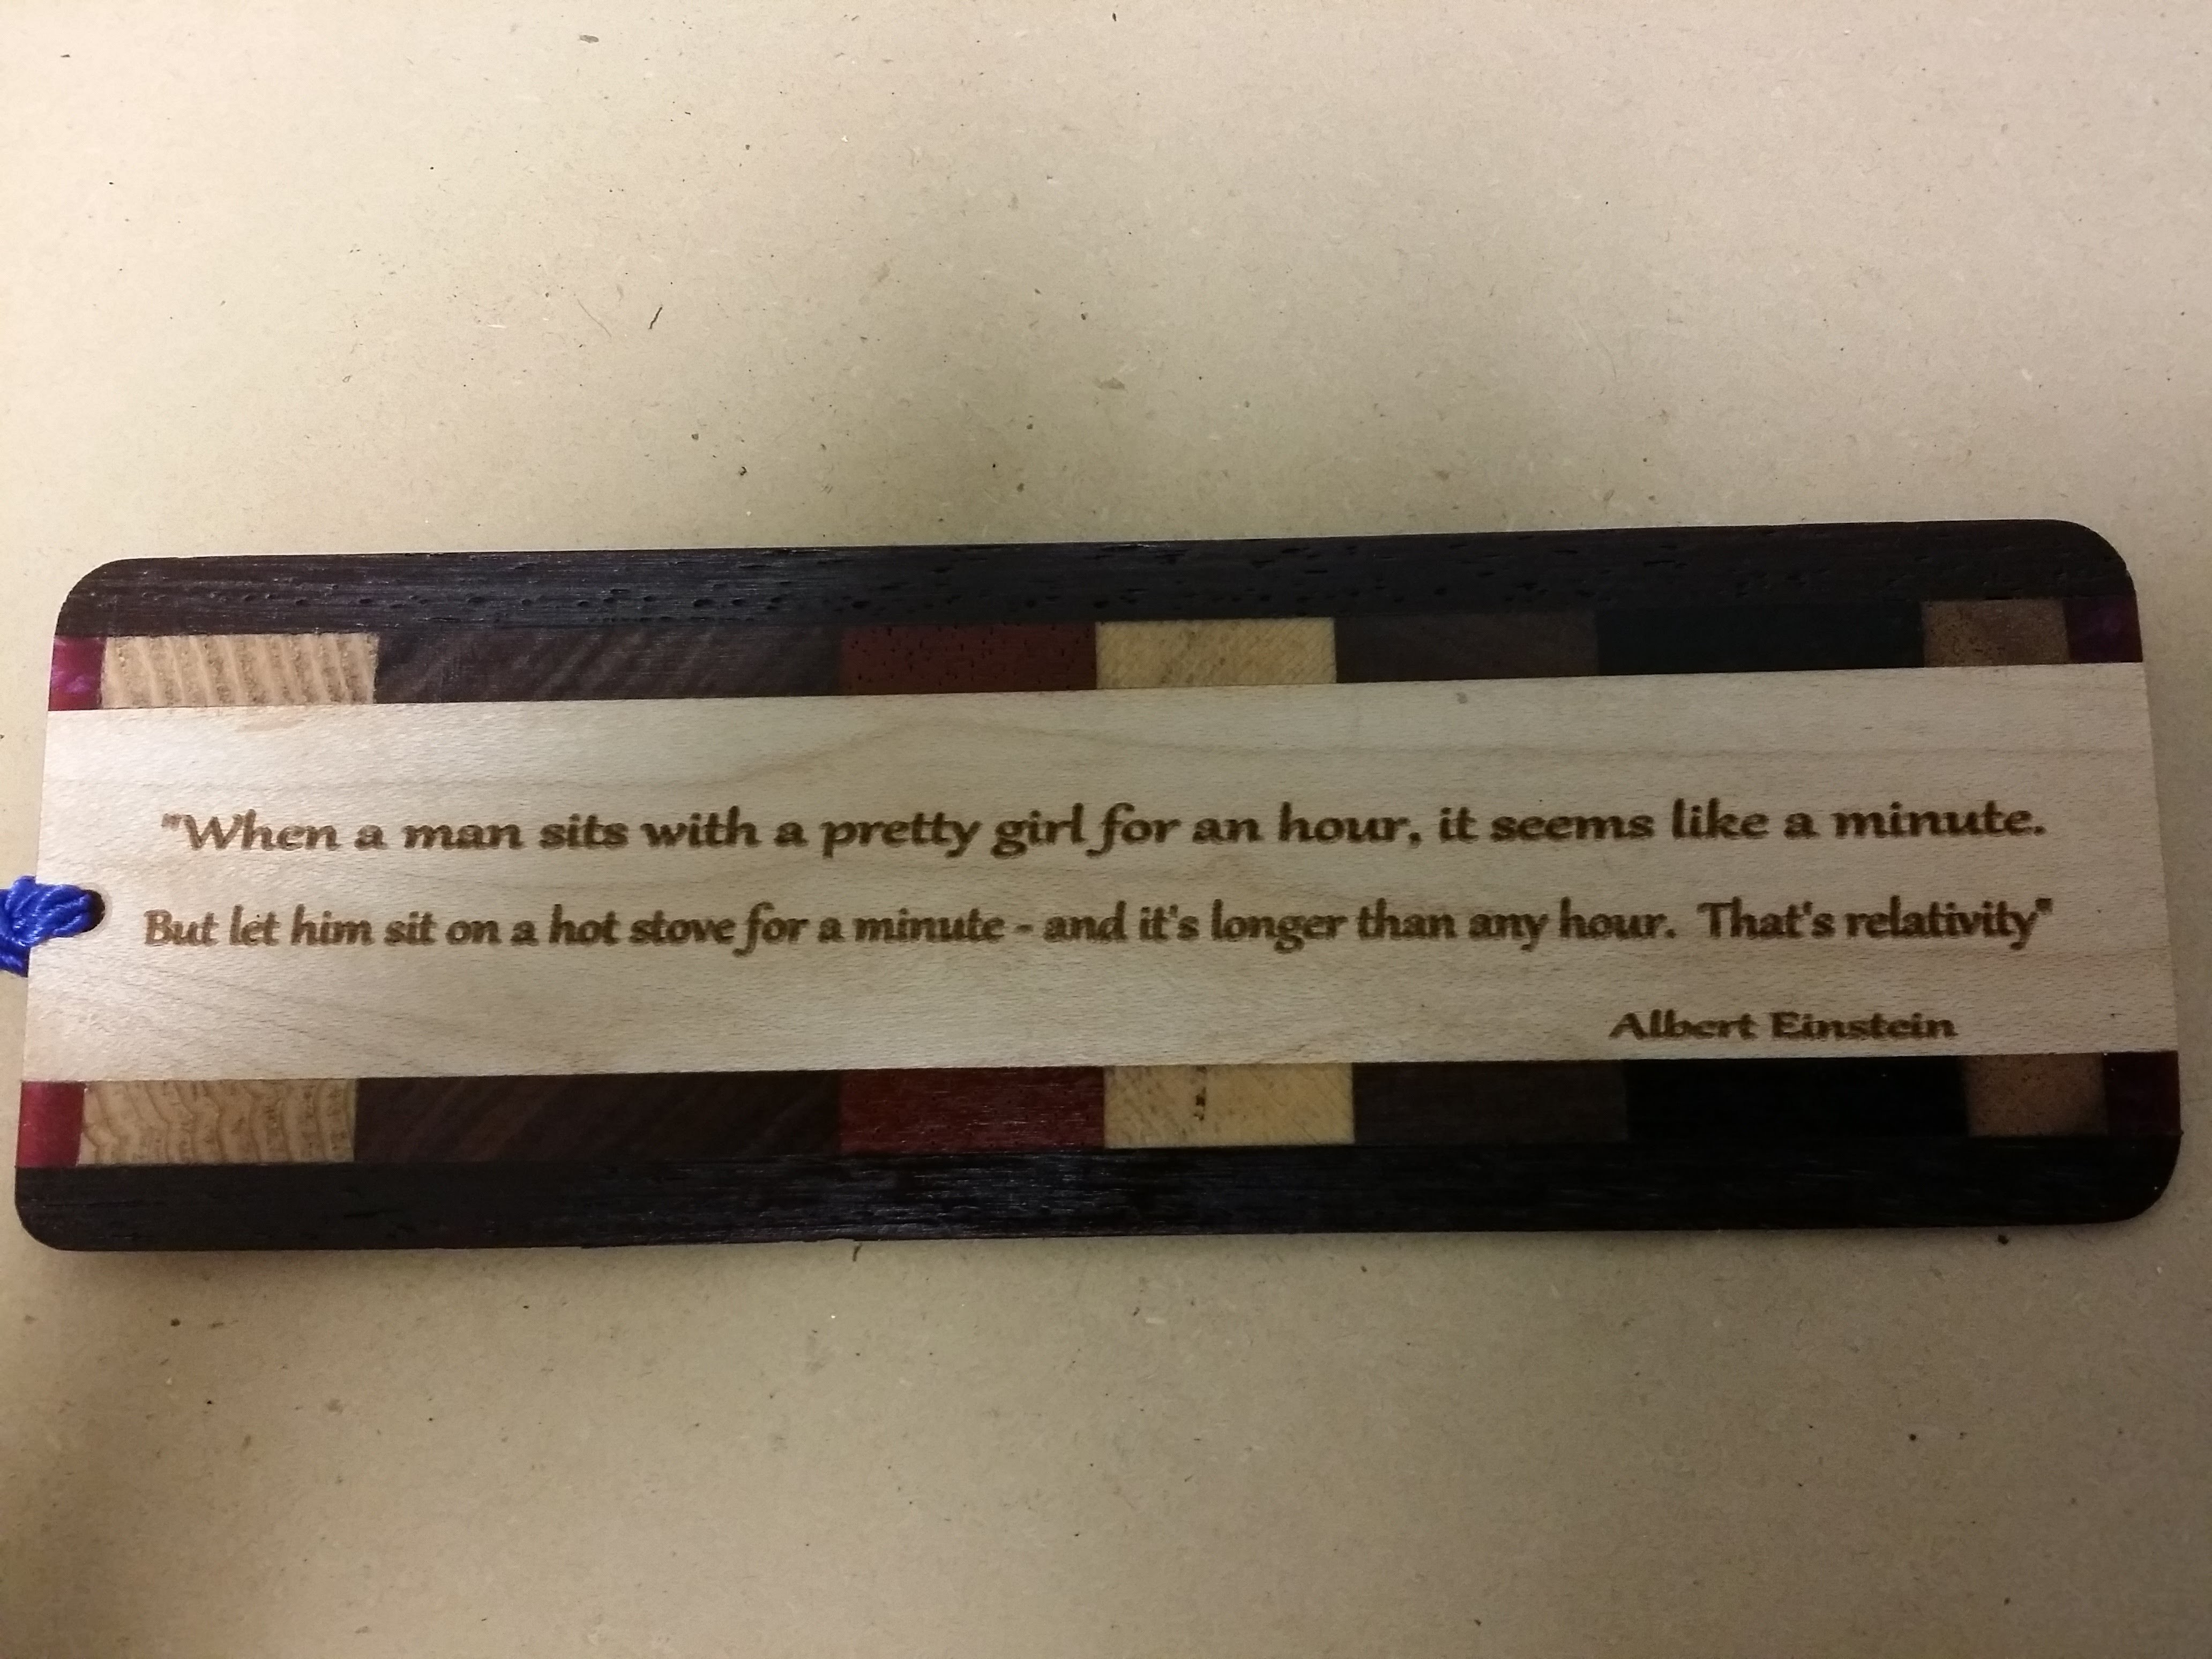 "When a man sits with a pretty girl for an hour, it seems like a minute.
But let him sit on a hot stove for a minute - and it's longer than any hour.  That's relativity"
Albert Einstein